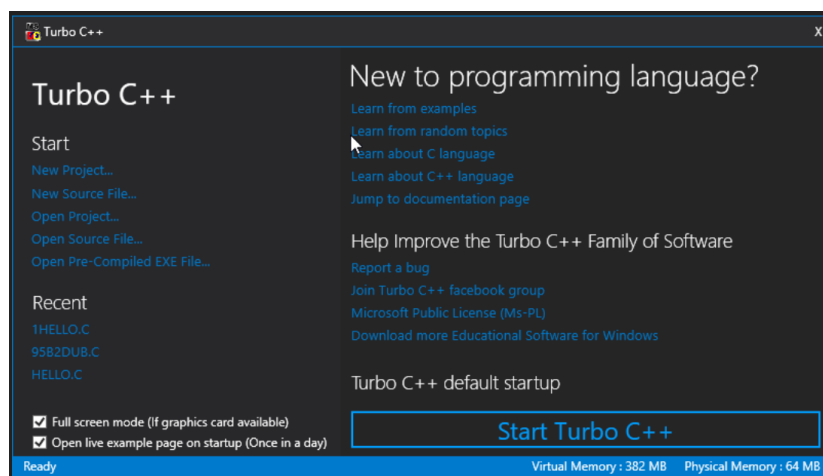 Turbo C++
X
Turbo C++
Start
New Project...
New Source File...
Open Project...
Open Source File...
Open Pre-Compiled EXE File...
Recent
1HELLO.C
95B2DUB.C
HELLO.C
Full screen mode (If graphics card available)
Open live example page on startup (Once in a day)
New to programming language?
Learn from examples
Learn from random topics
Learn about C language
Learn about C++ language
Jump to documentation page
Help Improve the Turbo C++ Family of Software
Report a bug
Join Turbo C++ facebook group
Microsoft Public License (Ms-PL)
Download more Educational Software for Windows
Turbo C++ default startup
Start Turbo C++
Ready
Virtual Memory : 382 MB
Physical Memory : 64 MB